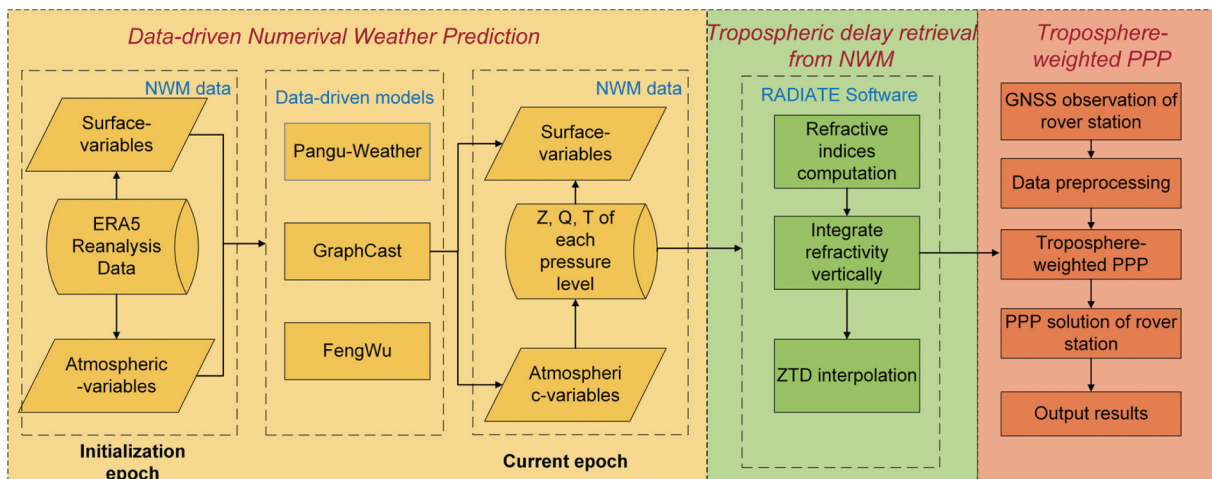 Data-driven Numerival Weather Prediction
NWM data
Surface-
variables
ERA5
Reanalysis
Data
Atmospheric
-variables
Initialization
epoch
Data-driven models
Pangu-Weather
GraphCast
FengWu
NWM data
Surface-
variables
Z, Q, T of
each
pressure
level
Atmospheri
c-variables
Current epoch
Tropospheric delay retrieval
from NWM
RADIATE Software
Refractive
indices
computation
Integrate
refractivity
vertically
ZTD interpolation
Troposphere-
weighted PPP
GNSS observation of
rover station
Data preprocessing
Troposphere-
weighted PPP
PPP solution of rover
station
Output results